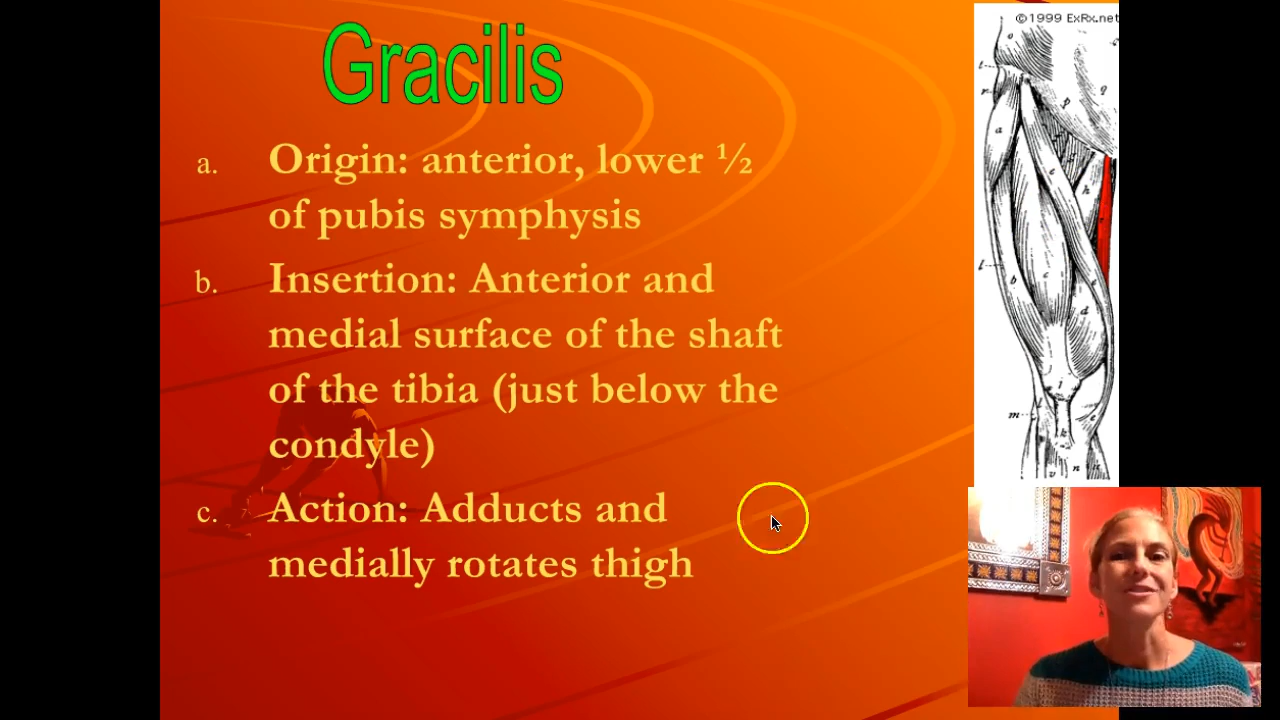 Gracilis
©1999 ExRx.net
a. Origin: anterior, lower ½
of pubis symphysis
b. Insertion: Anterior and
medial surface of the shaft
of the tibia (just below the
condyle)
c. Action: Adducts and
medially rotates thigh